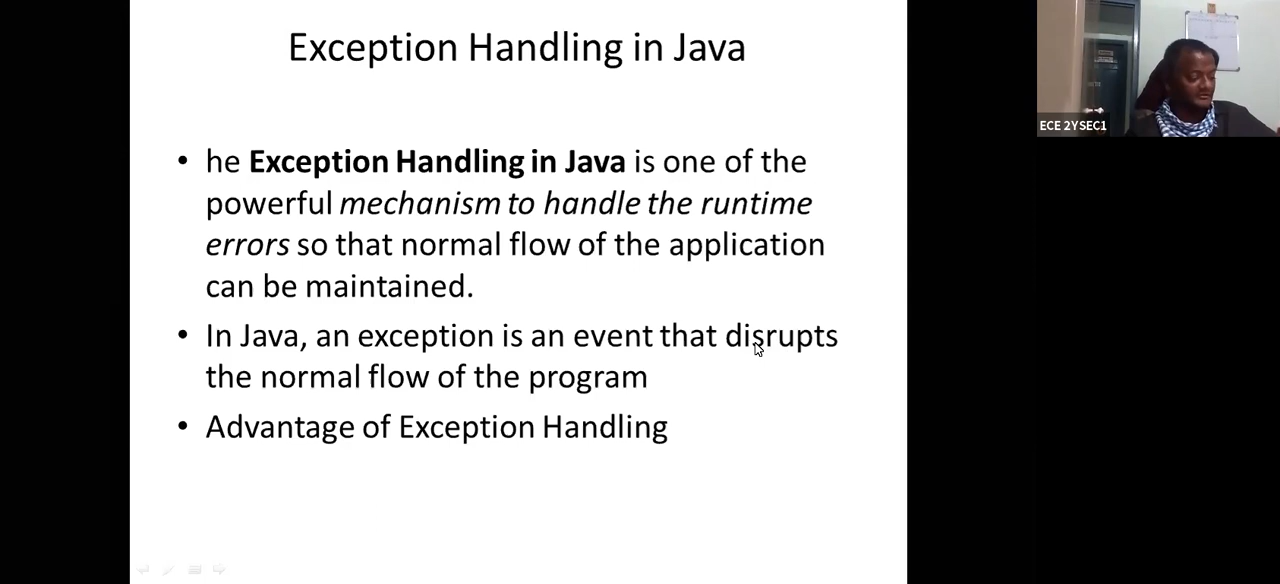 Exception Handling in Java
ECE 2YSEC1
• he Exception Handling in Java is one of the
powerful mechanism to handle the runtime
errors so that normal flow of the application
can be maintained.
• In Java, an exception is an event that disrupts
the normal flow of the program
• Advantage of Exception Handling